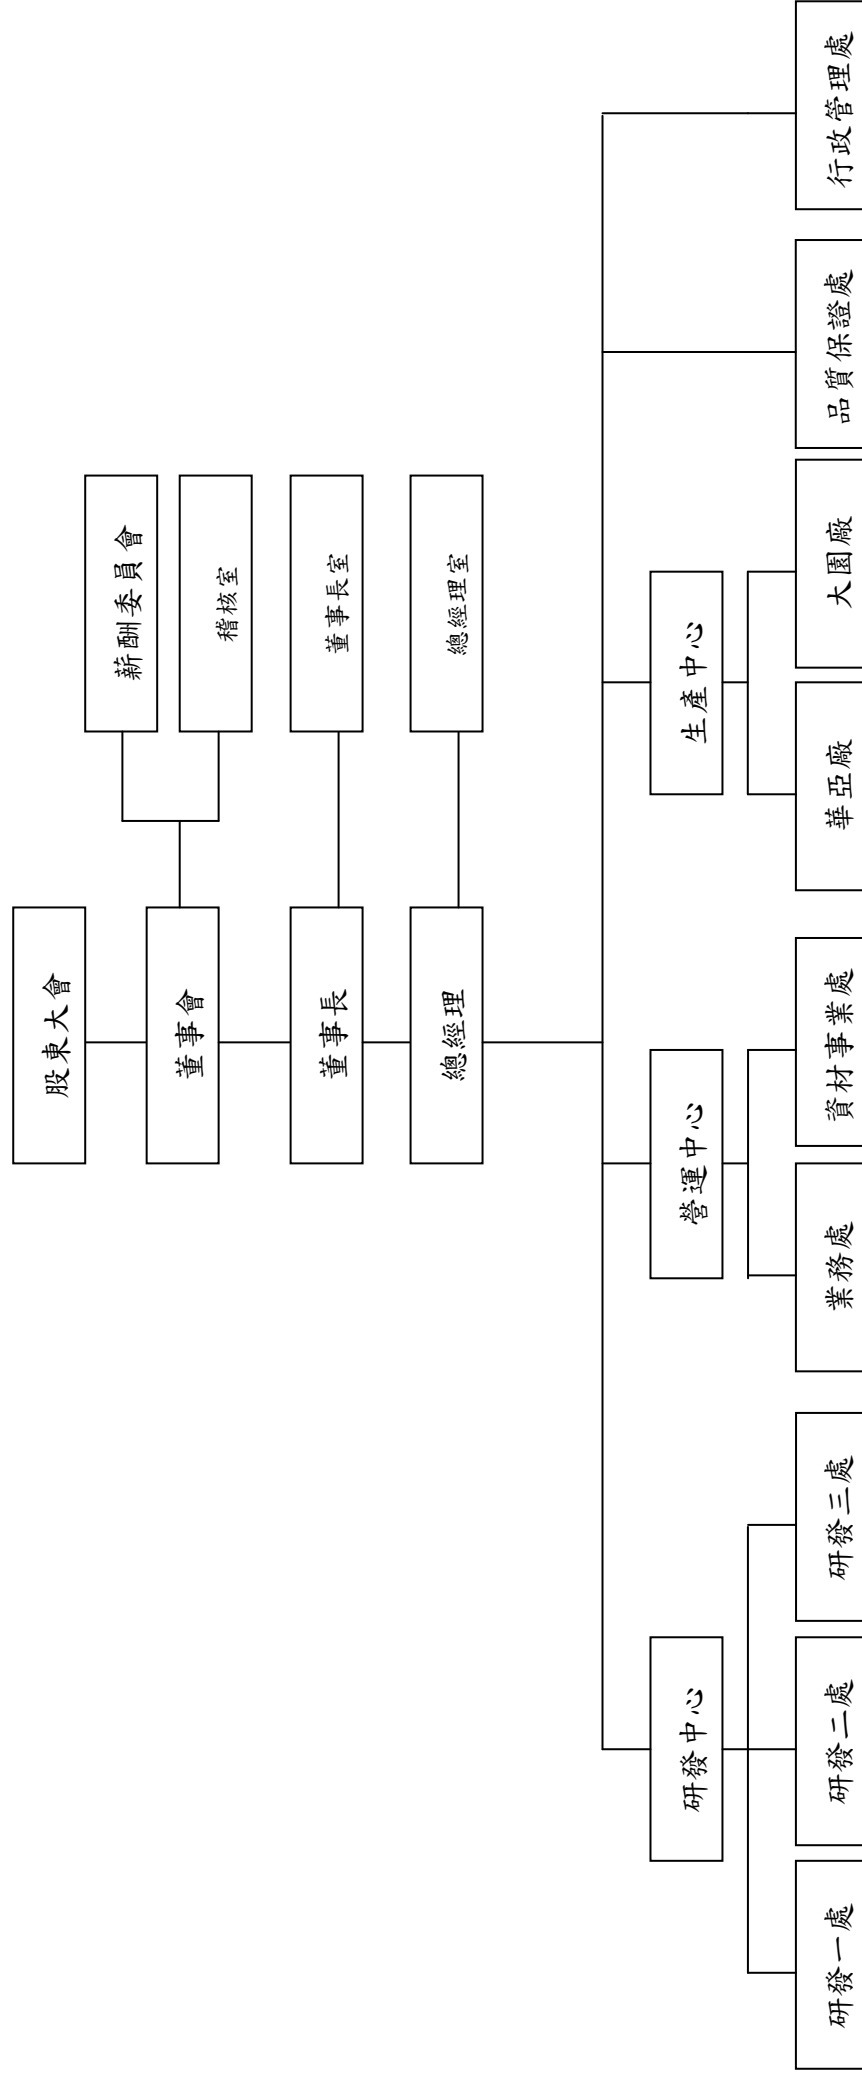 股東大會
董事會
薪酬委員會
稽核室
董事長
董事長室
總經理
總經理室
研發中心
營運中心
生產中心
研發一處
研發二處
研發三處
業務處
資材事業處
華亞廠
大園廠
品質保證處
行政管理處